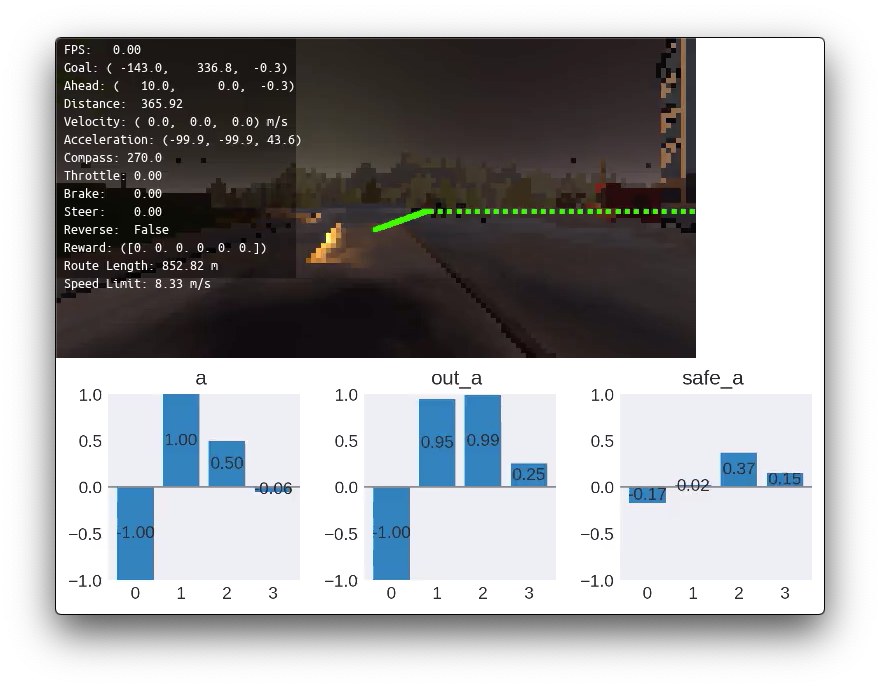 FPS: 0.00
Goal: ( -143.0, 336.8, -0.3)
Ahead: ( 10.0, 0.0, -0.3)
Distance: 365.92
Velocity: ( 0.0, 0.0, 0.0) m/s
Acceleration: (-99.9, -99.9, 43.6)
Compass: 270.0
Throttle: 0.00
Brake: 0.00
Steer: 0.00
Reverse: False
Reward: ([0. 0. 0. 0. 0. 0.])
Route Length: 852.82 m
Speed Limit: 8.33 m/s
a
1.0
0.5
0.0
−0.5
−1.0
-1.00
1.00
0.50
-0.06
0 1 2 3
out_a
1.0
0.5
0.0
−0.5
−1.0
-1.00
0.95
0.99
0.25
0 1 2 3
safe_a
1.0
0.5
0.0
−0.5
−1.0
-0.17
0.02
0.37
0.15
0 1 2 3